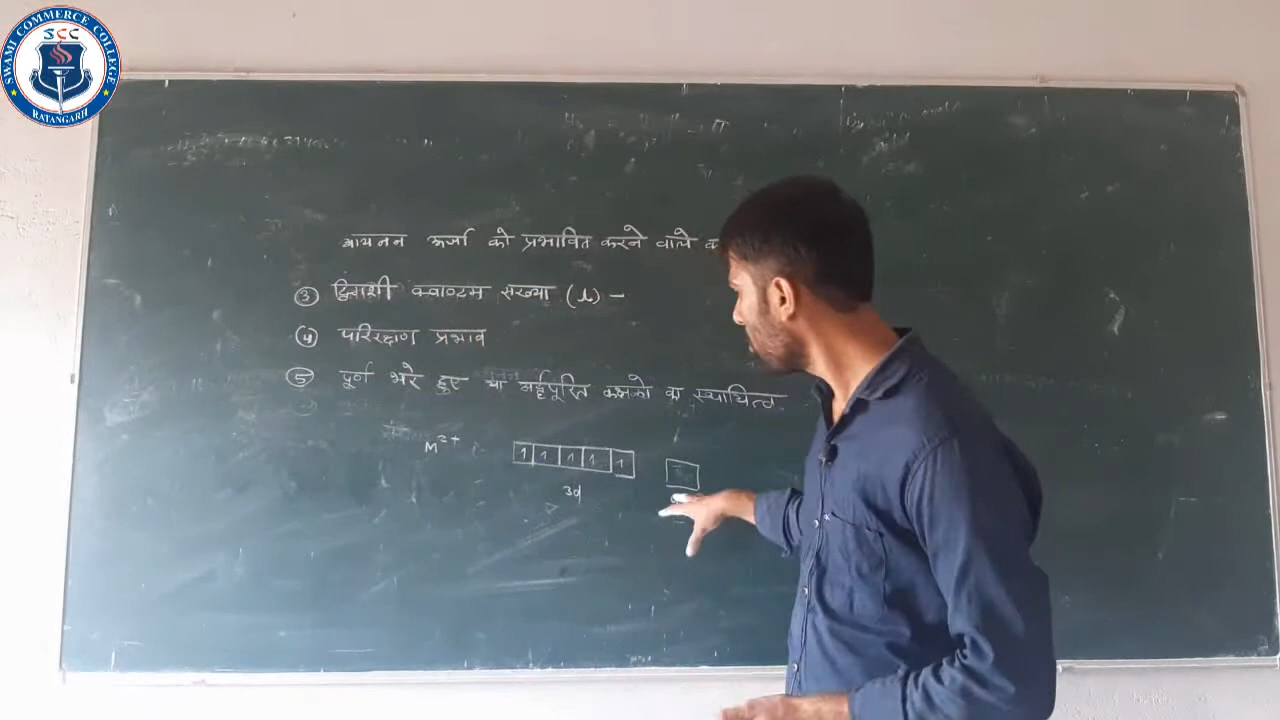 SWAMI COMMERCE COLLEGE
SCC
RATANGARH
आयनन ऊर्जा को प्रभावित करने वाले
③ द्विगंशी क्वाण्टम संख्या (l) –
④ परिरक्षण प्रभाव
⑤ पूर्ण भरे हुए या अर्द्धपूरित कक्षको का स्थायित्व
M²⁺ 1 1 1 1 1
3d